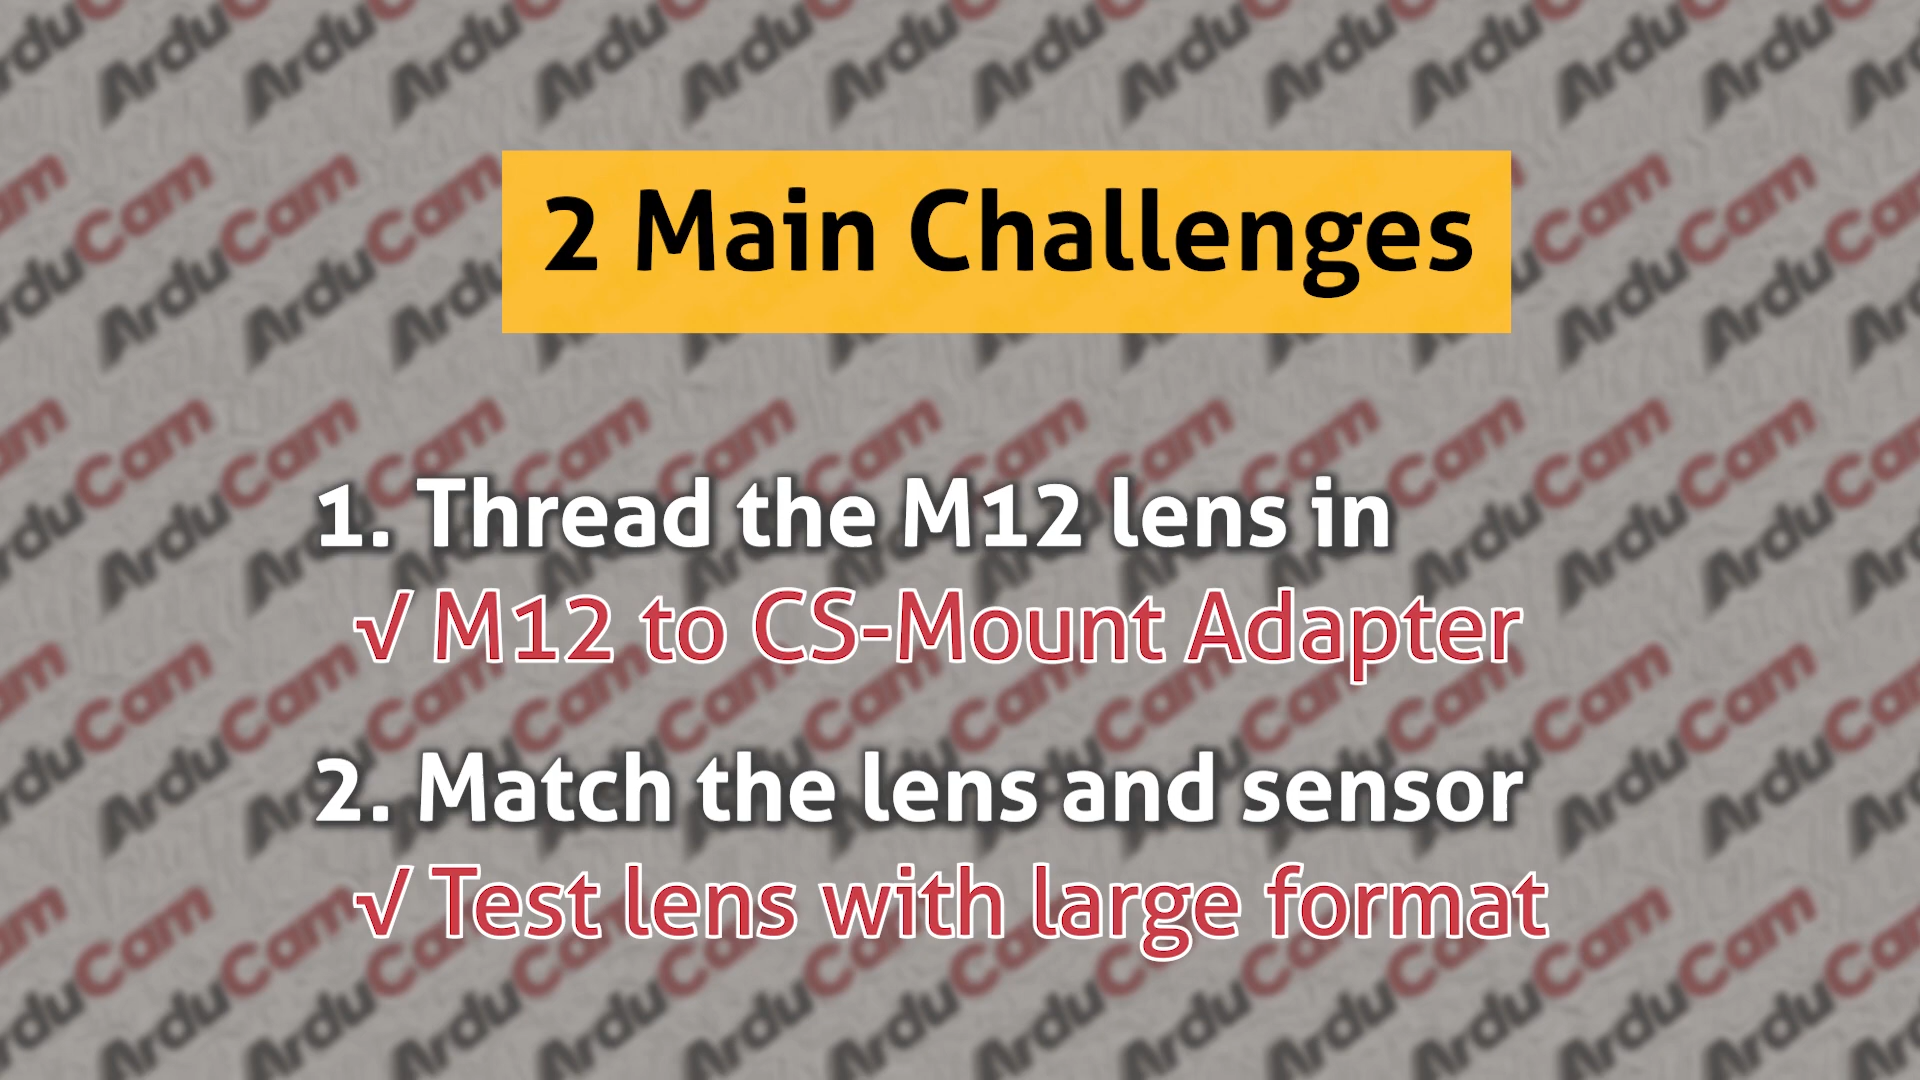 2 Main Challenges
1. Thread the M12 lens in
√ M12 to CS-Mount Adapter
2. Match the lens and sensor
√ Test lens with large format
ArduCam